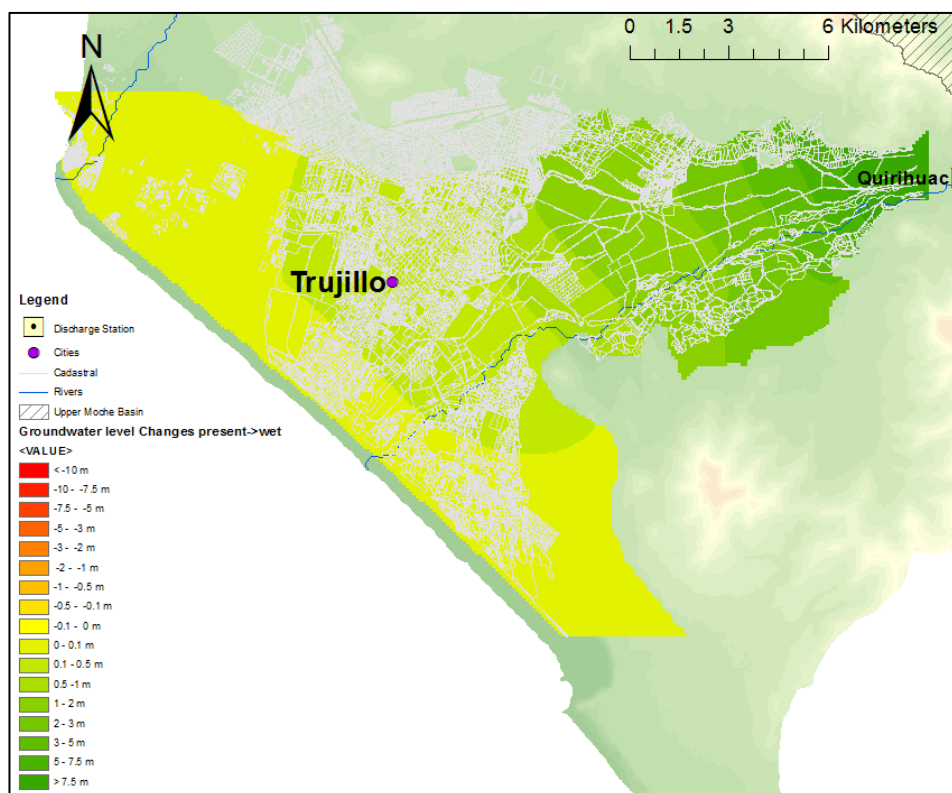 0 1.5 3 6 Kilometers
N
Quirihuac
Trujillo
Legend
Discharge Station
Cities
Cadastral
Rivers
Upper Moche Basin
Groundwater level Changes present->wet
<VALUE>
< -10 m
-10 - -7.5 m
-7.5 - -5 m
-5 - -3 m
-3 - -2 m
-2 - -1 m
-1 - -0.5 m
-0.5 - -0.1 m
-0.1 - 0 m
0 - 0.1 m
0.1 - 0.5 m
0.5 -1 m
1 - 2 m
2 - 3 m
3 - 5 m
5 - 7.5 m
> 7.5 m